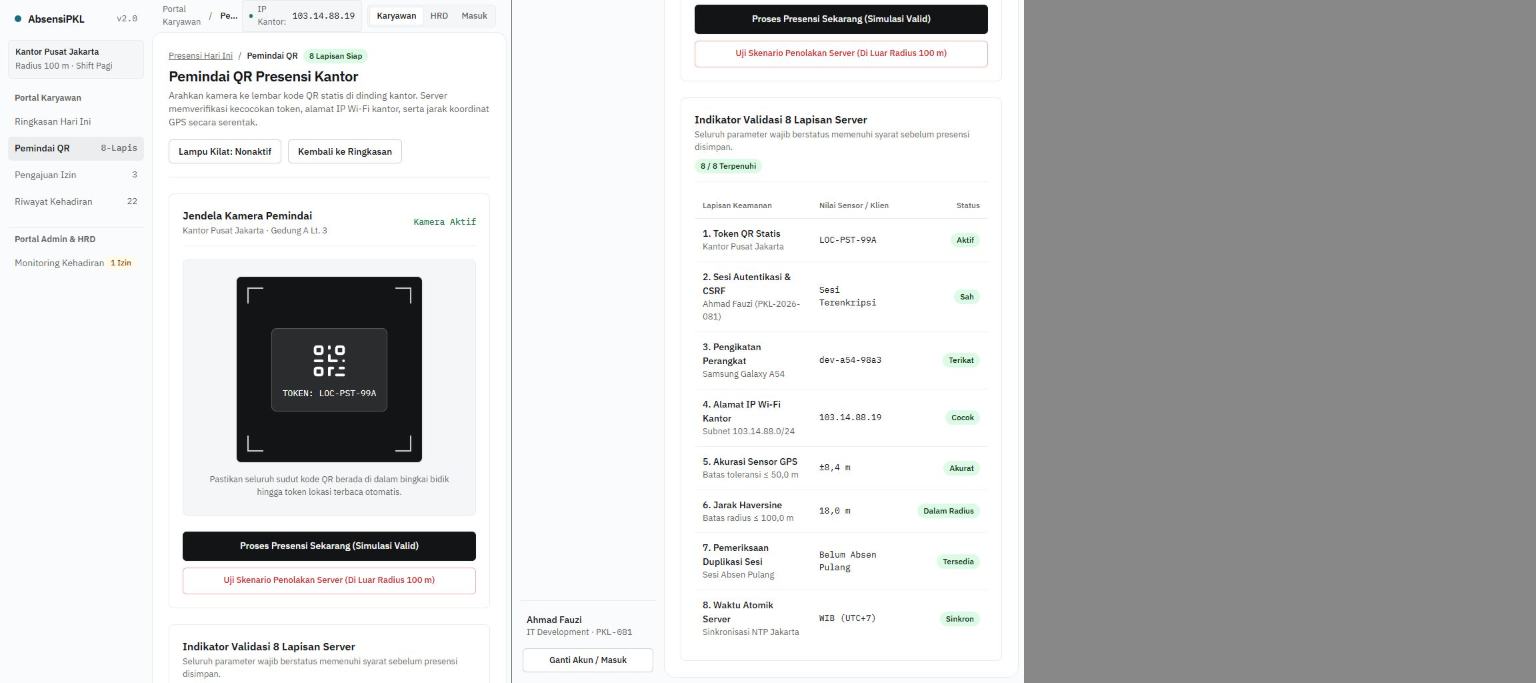 AbsensiPKL v2.0
Kantor Pusat Jakarta
Radius 100 m · Shift Pagi
Portal Karyawan
Ringkasan Hari Ini
Pemindai QR 8-Lapis
Pengajuan Izin 3
Riwayat Kehadiran 22
Portal Admin & HRD
Monitoring Kehadiran 1 Izin
Portal Karyawan / Pe...
IP Kantor: 103.14.88.19
Karyawan HRD Masuk
Presensi Hari Ini / Pemindai QR 8 Lapisan Siap
Pemindai QR Presensi Kantor
Arahkan kamera ke lembar kode QR statis di dinding kantor. Server
memverifikasi kecocokan token, alamat IP Wi-Fi kantor, serta jarak koordinat
GPS secara serentak.
Lampu Kilat: Nonaktif Kembali ke Ringkasan
Jendela Kamera Pemindai
Kantor Pusat Jakarta · Gedung A Lt. 3
Kamera Aktif
TOKEN: LOC-PST-99A
Pastikan seluruh sudut kode QR berada di dalam bingkai bidik
hingga token lokasi terbaca otomatis.
Proses Presensi Sekarang (Simulasi Valid)
Uji Skenario Penolakan Server (Di Luar Radius 100 m)
Indikator Validasi 8 Lapisan Server
Seluruh parameter wajib berstatus memenuhi syarat sebelum presensi
disimpan.
Ahmad Fauzi
IT Development · PKL-081
Ganti Akun / Masuk
Proses Presensi Sekarang (Simulasi Valid)
Uji Skenario Penolakan Server (Di Luar Radius 100 m)
Indikator Validasi 8 Lapisan Server
Seluruh parameter wajib berstatus memenuhi syarat sebelum presensi
disimpan.
8 / 8 Terpenuhi
Lapisan Keamanan Nilai Sensor / Klien Status
1. Token QR Statis
Kantor Pusat Jakarta
LOC-PST-99A
Aktif
2. Sesi Autentikasi &
CSRF
Ahmad Fauzi (PKL-2026-
081)
Sesi
Terenkripsi
Sah
3. Pengikatan
Perangkat
Samsung Galaxy A54
dev-a54-98a3
Terikat
4. Alamat IP Wi-Fi
Kantor
Subnet 103.14.88.0/24
103.14.88.19
Cocok
5. Akurasi Sensor GPS
Batas toleransi ≤ 50,0 m
±8,4 m
Akurat
6. Jarak Haversine
Batas radius ≤ 100,0 m
18,0 m
Dalam Radius
7. Pemeriksaan
Duplikasi Sesi
Sesi Absen Pulang
Belum Absen
Pulang
Tersedia
8. Waktu Atomik
Server
Sinkronisasi NTP Jakarta
WIB (UTC+7)
Sinkron